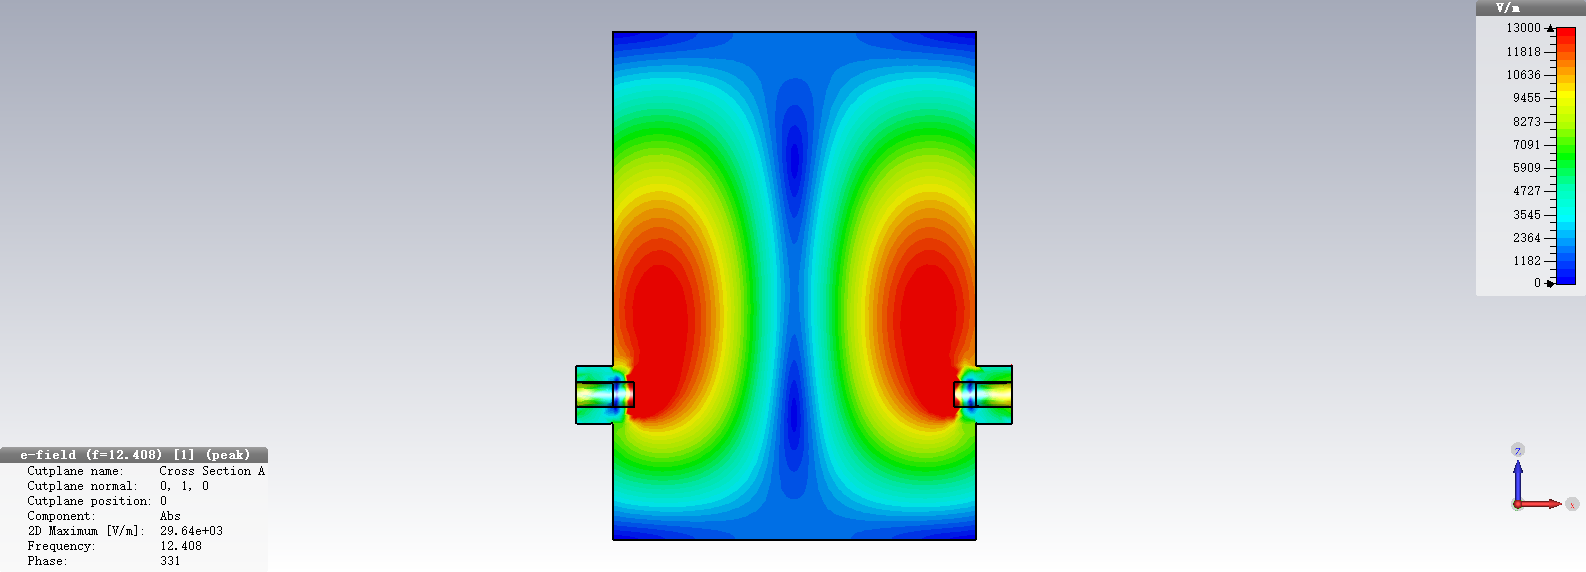 V/m
13000
11818
10636
9455
8273
7091
5909
4727
3545
2364
1182
0
e-field (f=12.408) [1] (peak)
Cutplane name: Cross Section A
Cutplane normal: 0, 1, 0
Cutplane position: 0
Component: Abs
2D Maximum [V/m]: 29.64e+03
Frequency: 12.408
Phase: 331
z
x